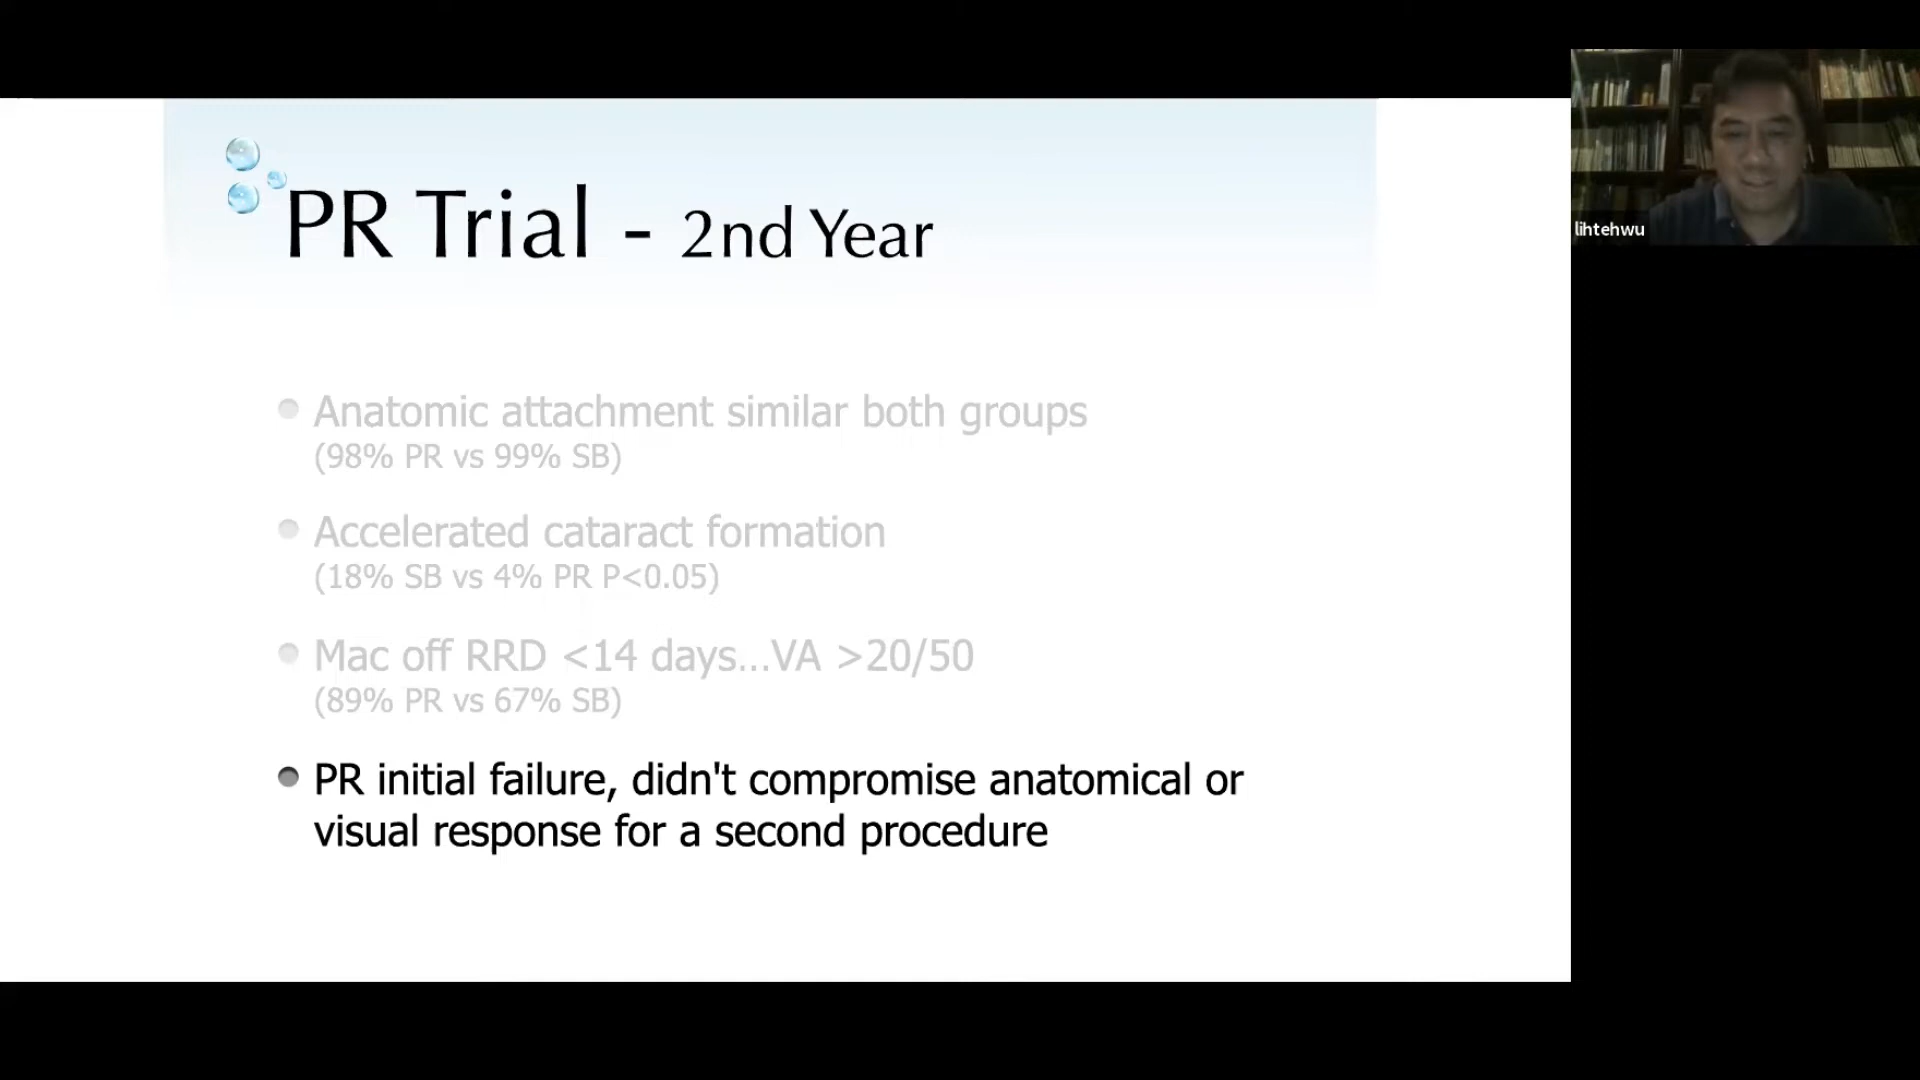 PR Trial - 2nd Year
lihtehwu
Anatomic attachment similar both groups
(98% PR vs 99% SB)
Accelerated cataract formation
(18% SB vs 4% PR P<0.05)
Mac off RRD <14 days...VA >20/50
(89% PR vs 67% SB)
PR initial failure, didn't compromise anatomical or
visual response for a second procedure